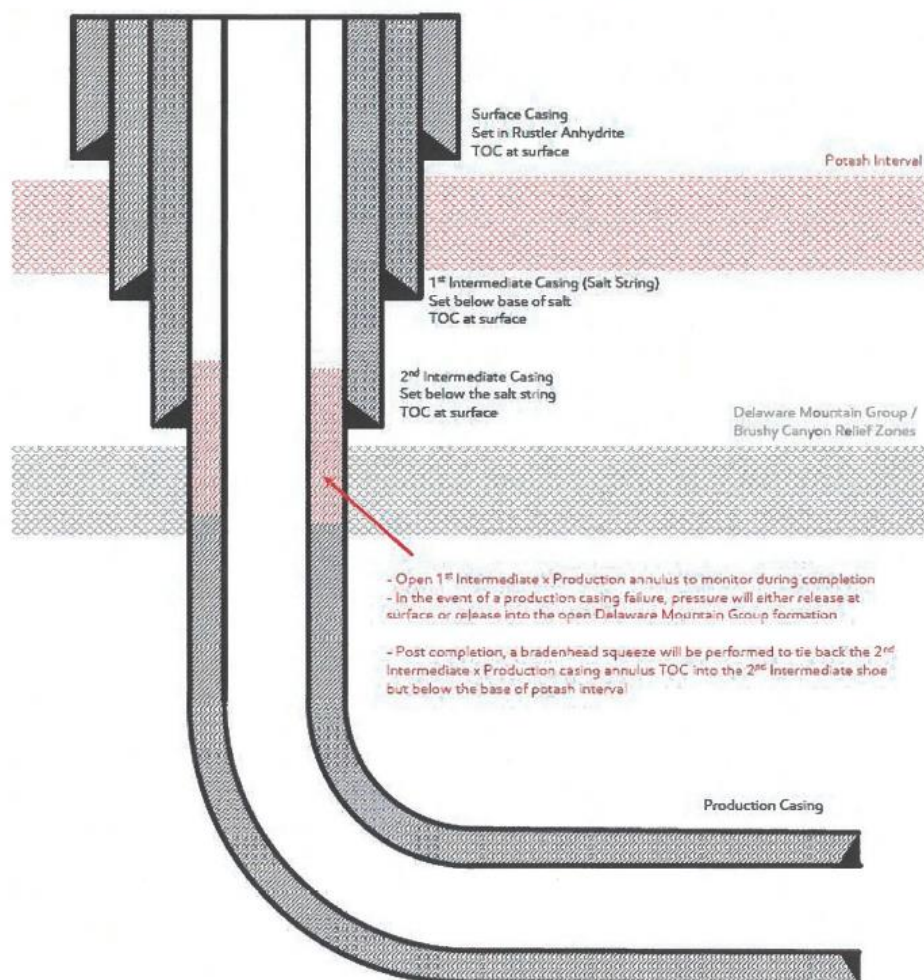 Surface Casing
Set in Rustler Anhydrite
TOC at surface
Potash Interval
1st Intermediate Casing (Salt String)
Set below base of salt
TOC at surface
2nd Intermediate Casing
Set below the salt string
TOC at surface
Delaware Mountain Group /
Brushy Canyon Relief Zones
- Open 1st Intermediate x Production annulus to monitor during completion
- In the event of a production casing failure, pressure will either release at
surface or release into the open Delaware Mountain Group formation
- Post completion, a bradenhead squeeze will be performed to tie back the 2nd
Intermediate x Production casing annulus TOC into the 2nd Intermediate shoe
but below the base of potash interval
Production Casing